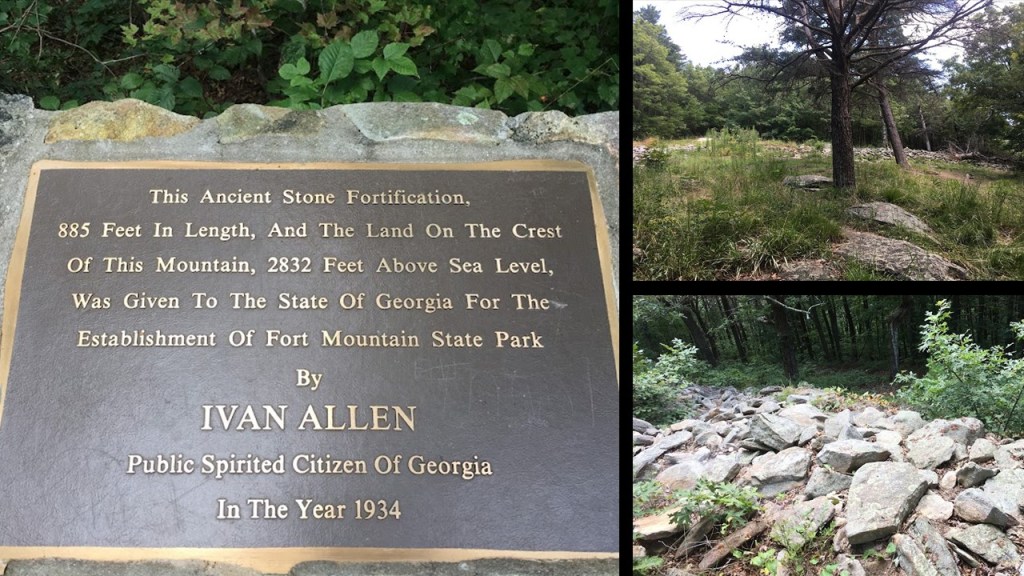 This Ancient Stone Fortification,
885 Feet In Length, And The Land On The Crest
Of This Mountain, 2832 Feet Above Sea Level,
Was Given To The State Of Georgia For The
Establishment Of Fort Mountain State Park
By
IVAN ALLEN
Public Spirited Citizen Of Georgia
In The Year 1934